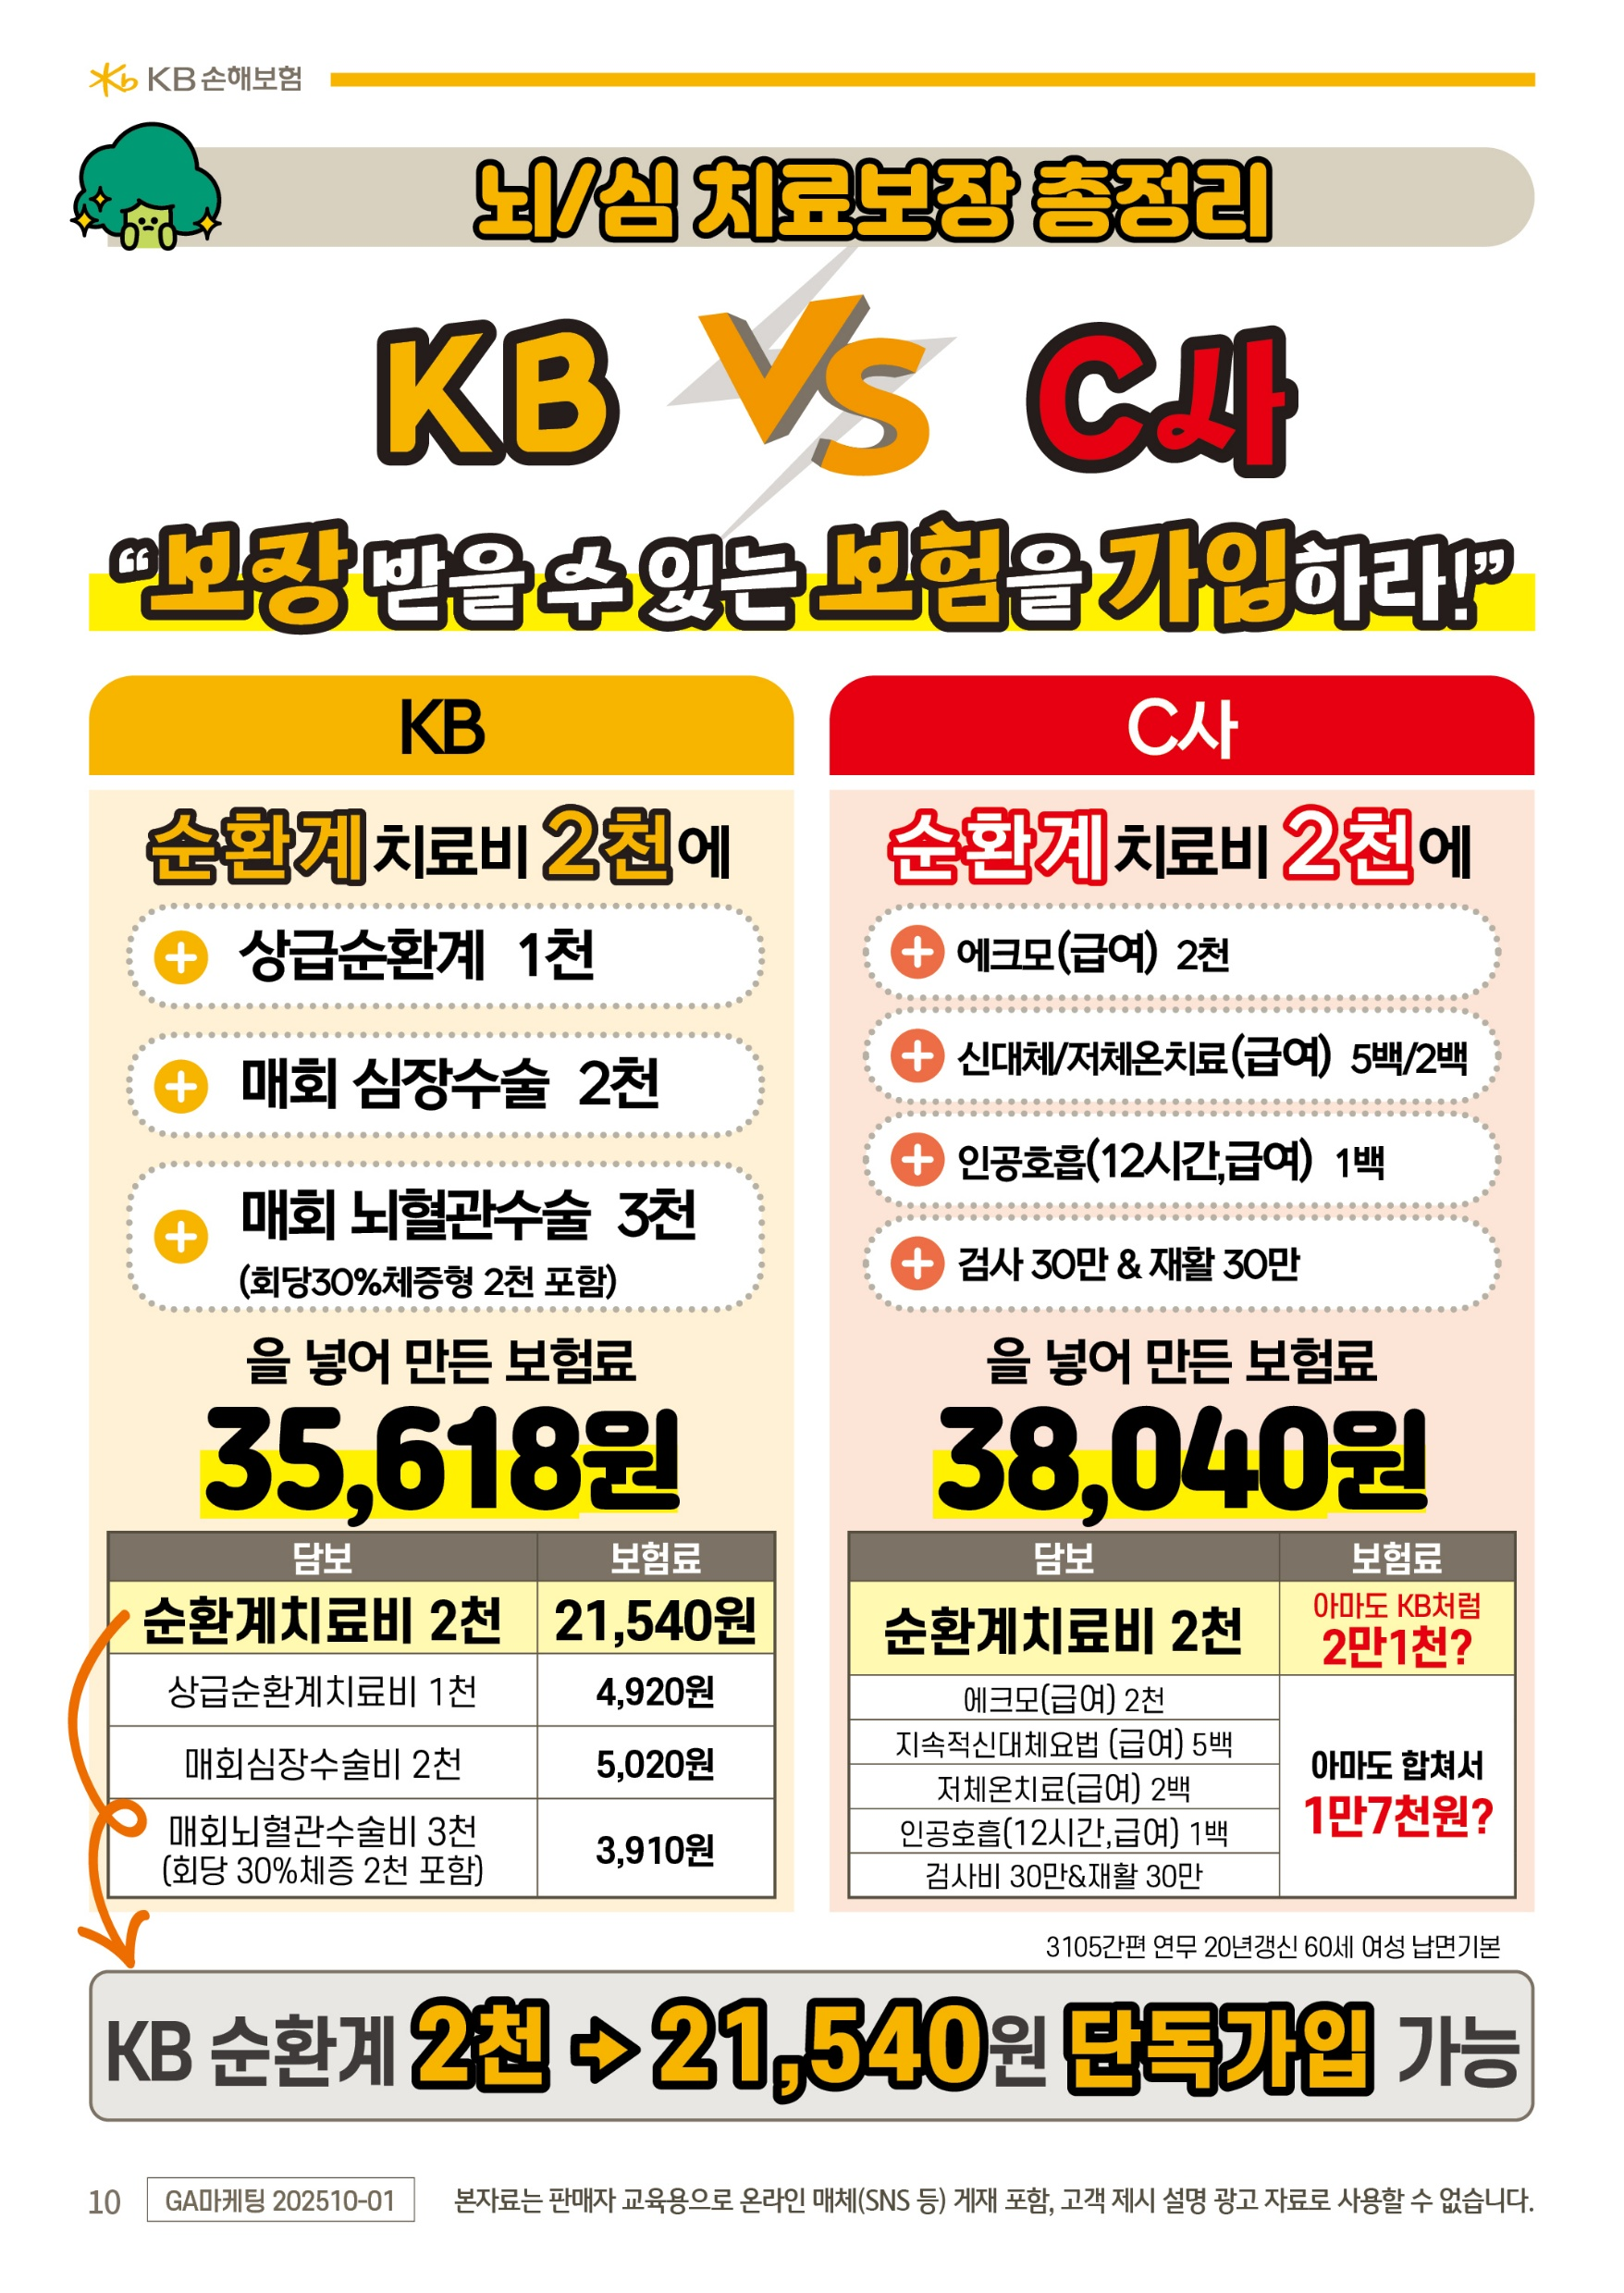 KB 손해보험
뇌/심 치료보장 총정리
KB VS C사
“보장 받을 수 있는 보험을 가입하라!”
KB
순환계 치료비 2천에
+ 상급순환계 1천
+ 매회 심장수술 2천
+ 매회 뇌혈관수술 3천
(회당30%체증형 2천 포함)
을 넣어 만든 보험료
35,618원
담보 보험료
순환계치료비 2천 21,540원
상급순환계치료비 1천 4,920원
매회심장수술비 2천 5,020원
매회뇌혈관수술비 3천
(회당 30%체증 2천 포함)
3,910원
C사
순환계 치료비 2천에
+ 에크모(급여) 2천
+ 신대체/저체온치료(급여) 5백/2백
+ 인공호흡(12시간,급여) 1백
+ 검사 30만 & 재활 30만
을 넣어 만든 보험료
38,040원
담보 보험료
순환계치료비 2천
아마도 KB처럼
2만1천?
에크모(급여) 2천
지속적신대체요법 (급여) 5백
저체온치료(급여) 2백
인공호흡(12시간,급여) 1백
검사비 30만&재활 30만
아마도 합쳐서
1만7천원?
3105간편 연무 20년갱신 60세 여성 납면기본
KB 순환계 2천 → 21,540원 단독가입 가능
10
GA마케팅 202510-01
본자료는 판매자 교육용으로 온라인 매체(SNS 등) 게재 포함, 고객 제시 설명 광고 자료로 사용할 수 없습니다.